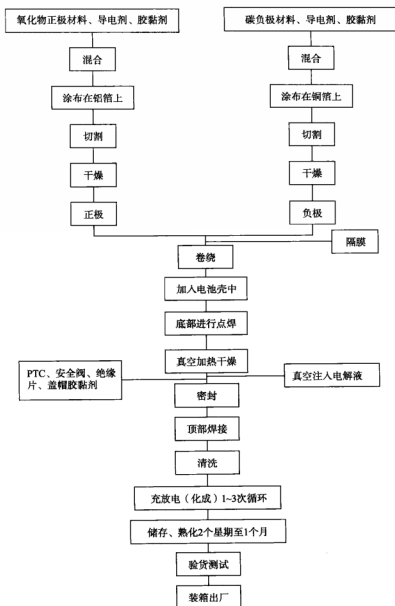 氧化物正极材料、导电剂、胶黏剂
碳负极材料、导电剂、胶黏剂
混合
混合
涂布在铝箔上
涂布在铜箔上
切割
切割
干燥
干燥
正极
负极
隔膜
卷绕
加入电池壳中
底部进行点焊
真空加热干燥
PTC、安全阀、绝缘
片、盖帽胶黏剂
真空注入电解液
密封
顶部焊接
清洗
充放电（化成）1~3次循环
储存、熟化2个星期至1个月
验货测试
装箱出厂